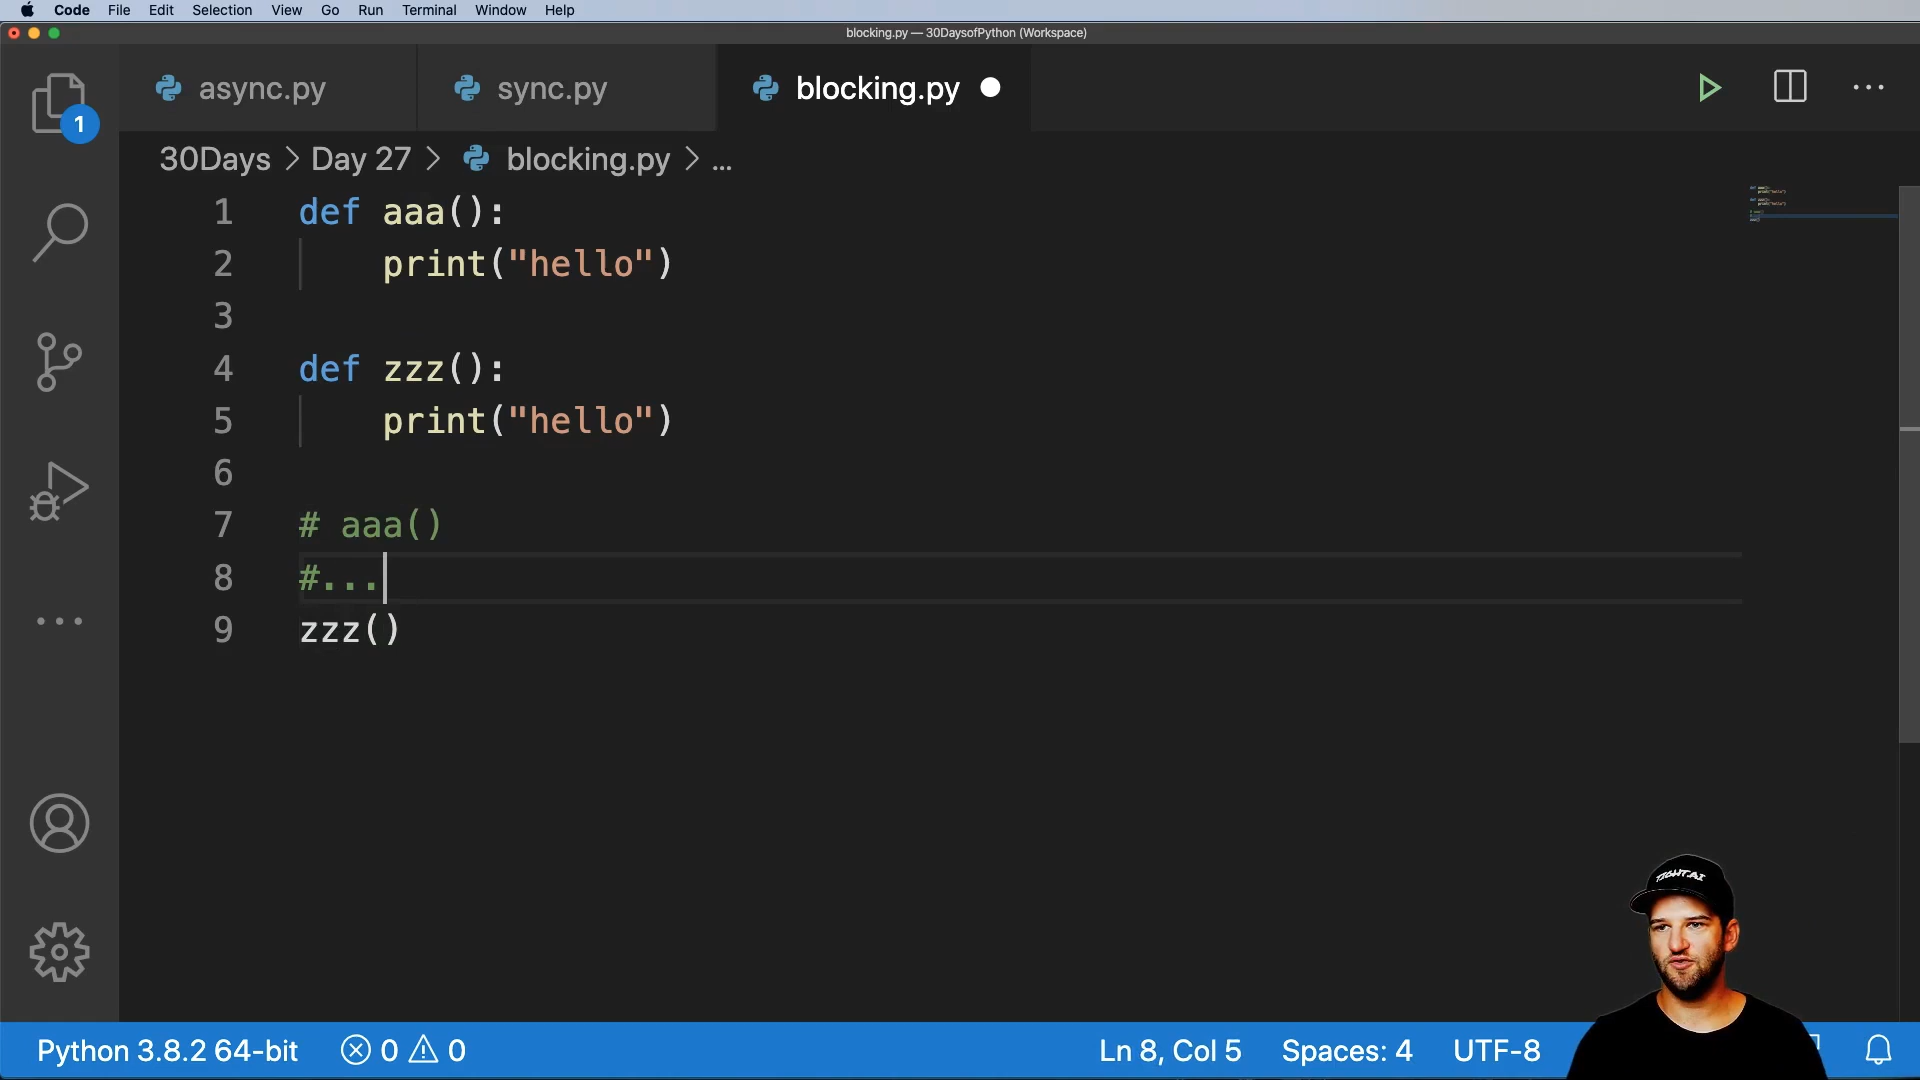 Code File Edit Selection View Go Run Terminal Window Help
blocking.py — 30DaysofPython (Workspace)
1
async.py sync.py blocking.py
30Days > Day 27 > blocking.py > ...
1 def aaa():
2 print("hello")
3
4 def zzz():
5 print("hello")
6
7 # aaa()
8 #...
9 zzz()
TIGHT.AI
Python 3.8.2 64-bit 0 0 Ln 8, Col 5 Spaces: 4 UTF-8